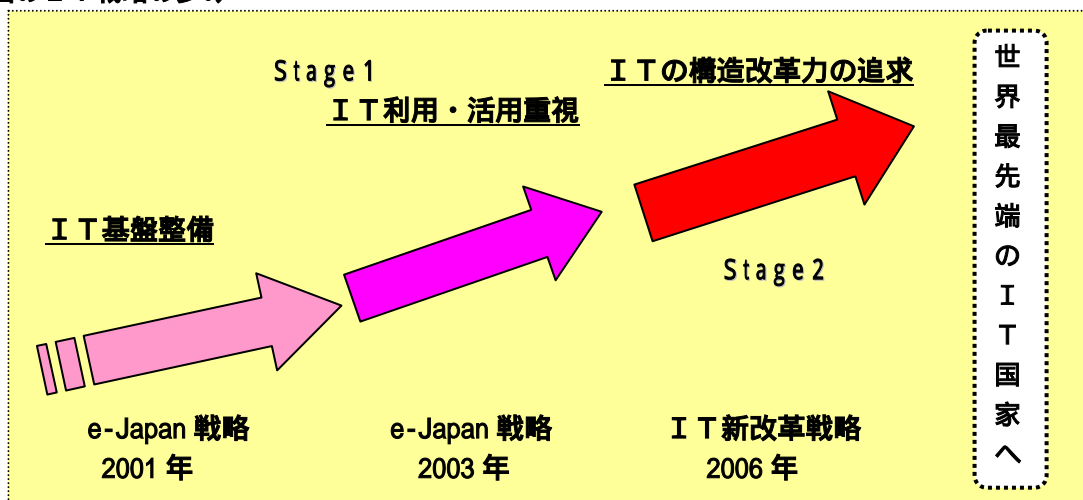 Stage1
ＩＴ利用・活用重視
ＩＴの構造改革力の追求
ＩＴ基盤整備
Stage2
e-Japan 戦略
2001 年
e-Japan 戦略
2003 年
ＩＴ新改革戦略
2006 年
世界最先端のＩＴ国家へ